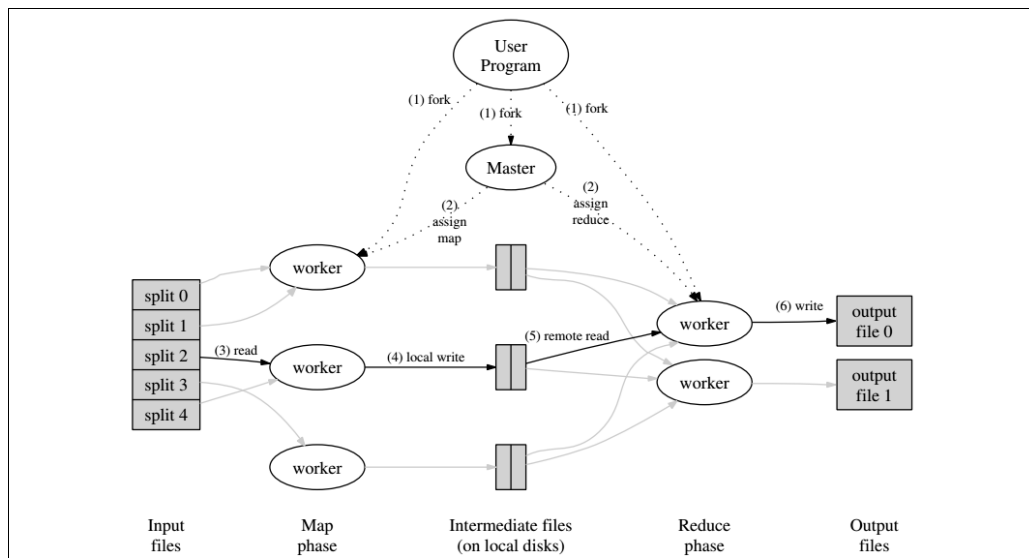 User
Program
(1) fork
(1) fork
(1) fork
Master
(2)
assign
map
(2)
assign
reduce
worker
split 0
split 1
split 2
split 3
split 4
(3) read
worker
(4) local write
(5) remote read
worker
(6) write
output
file 0
worker
output
file 1
worker
Input
files
Map
phase
Intermediate files
(on local disks)
Reduce
phase
Output
files